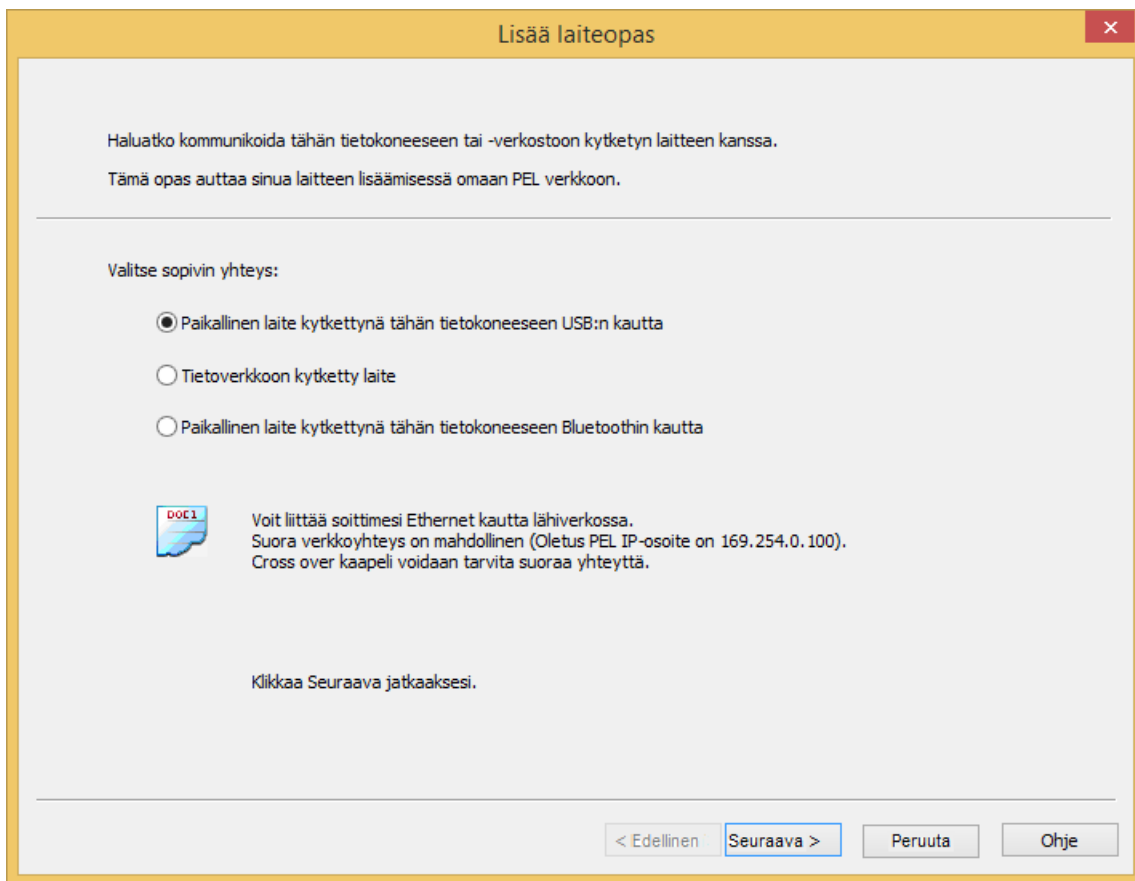 Lisää laiteopas
Haluatko kommunikoida tähän tietokoneeseen tai -verkostoon kytketyn laitteen kanssa.
Tämä opas auttaa sinua laitteen lisäämisessä omaan PEL verkkoon.
Valitse sopivin yhteys:
Paikallinen laite kytkettynä tähän tietokoneeseen USB:n kautta
Tietoverkkoon kytketty laite
Paikallinen laite kytkettynä tähän tietokoneeseen Bluetoothin kautta
Voit liittää soittimesi Ethernet kautta lähiverkossa.
Suora verkkoyhteys on mahdollinen (Oletus PEL IP-osoite on 169.254.0.100).
Cross over kaapeli voidaan tarvita suoraa yhteyttä.
Klikkaa Seuraava jatkaaksesi.
< Edellinen Seuraava > Peruuta Ohje